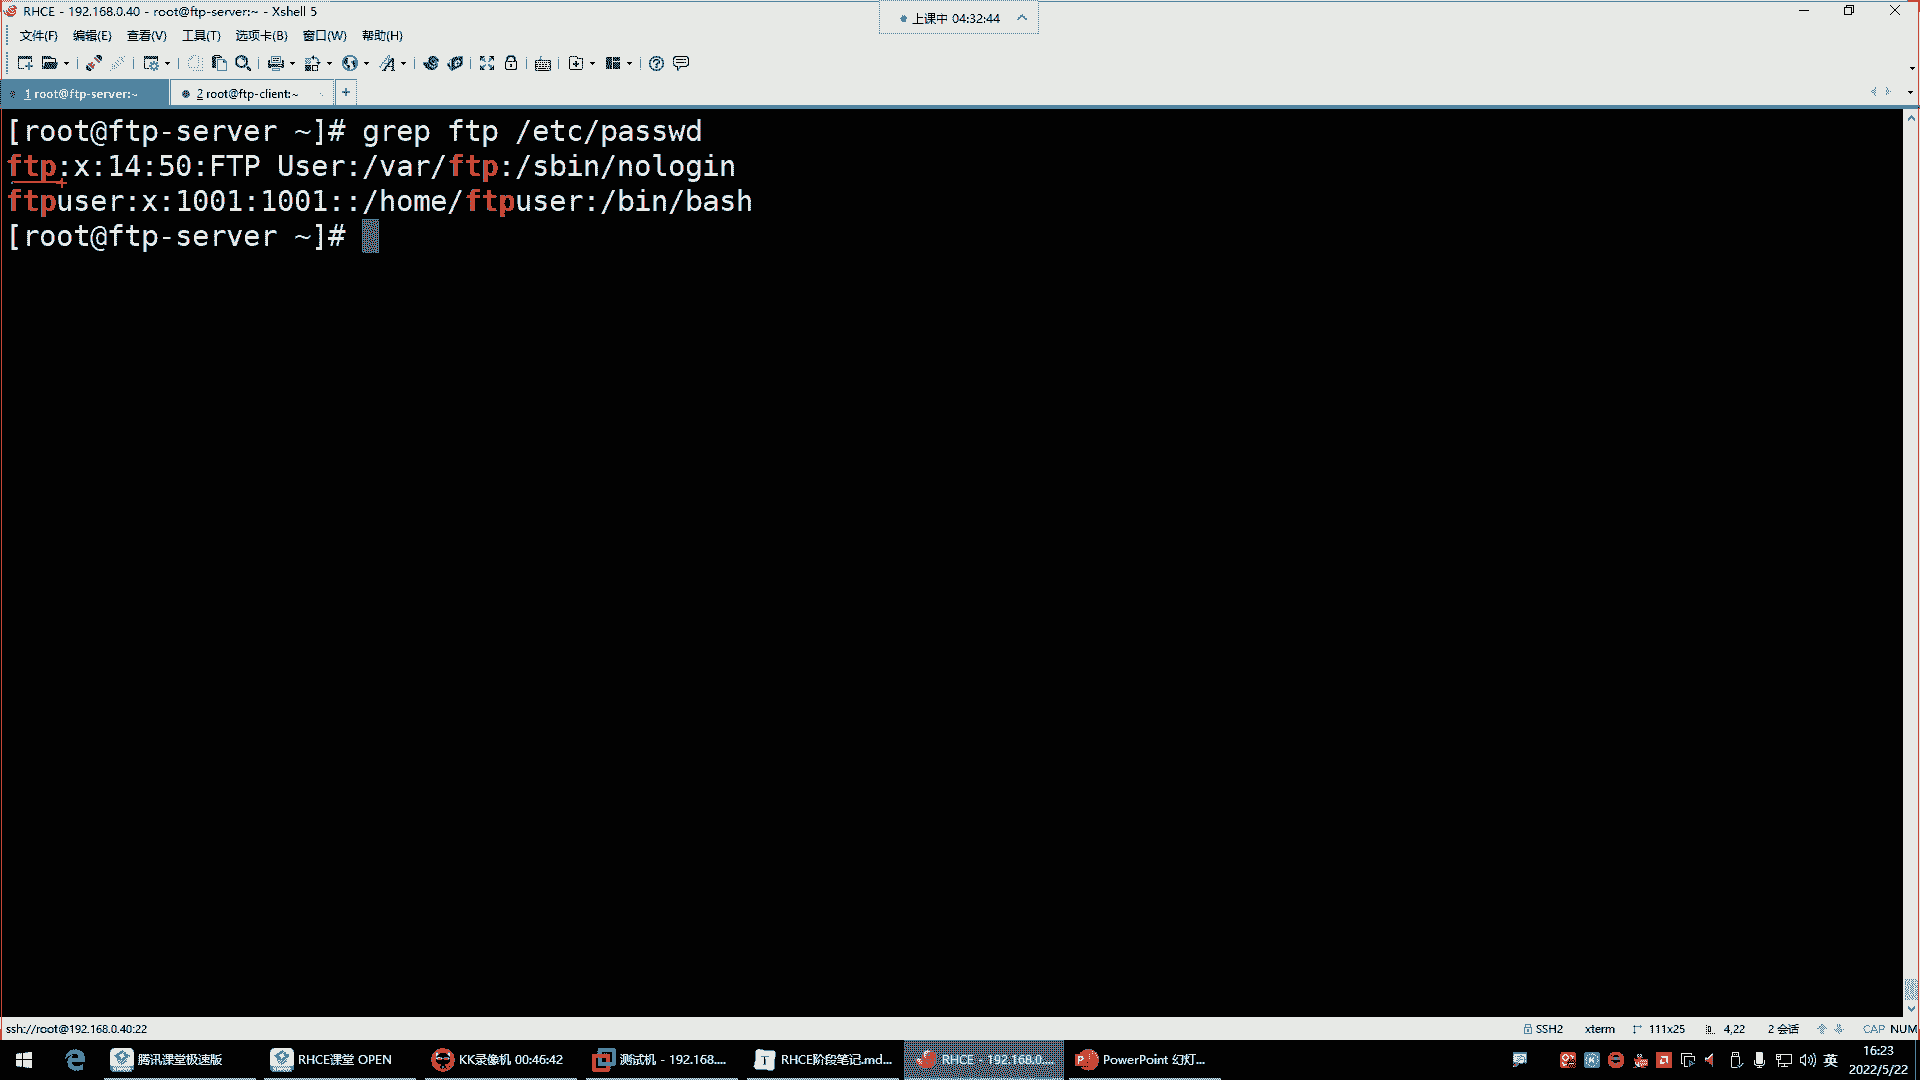 RHCE - 192.168.0.40 - root@ftp-server:~ - Xshell 5
上课中 04:32:44
文件(F) 编辑(E) 查看(V) 工具(T) 选项卡(B) 窗口(W) 帮助(H)
1 root@ftp-server:~
2 root@ftp-client:~
[root@ftp-server ~]# grep ftp /etc/passwd
ftp:x:14:50:FTP User:/var/ftp:/sbin/nologin
ftpuser:x:1001:1001::/home/ftpuser:/bin/bash
[root@ftp-server ~]#
ssh://root@192.168.0.40:22
SSH2 xterm 111x25 4,22 2 会话 CAP NUM
腾讯课堂极速版 RHCE课堂 OPEN KK录像机 00:46:42 测试机 - 192.168.... RHCE阶段笔记.md... RHCE - 192.168.0.... PowerPoint 幻灯... 英 16:23
2022/5/22